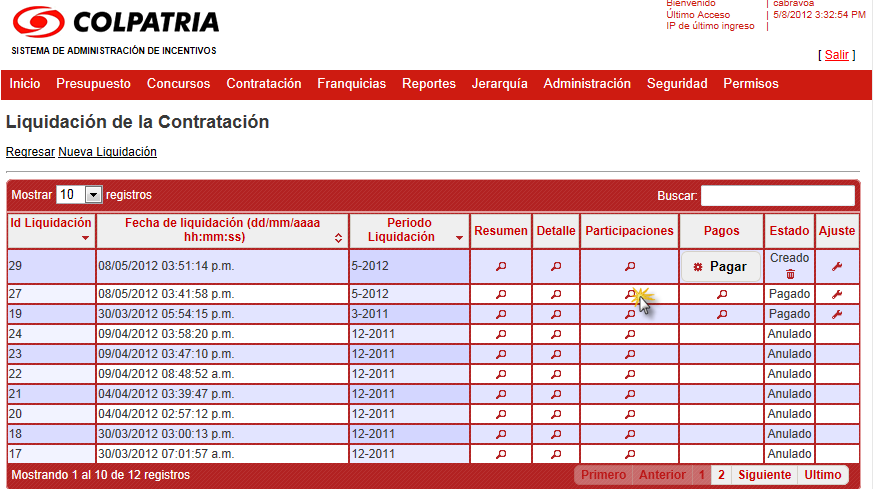 Bienvenido | cabravoa
COLPATRIA
Último Acceso | 5/8/2012 3:32:54 PM
IP de último ingreso |
SISTEMA DE ADMINISTRACIÓN DE INCENTIVOS
[ Salir ]
Inicio Presupuesto Concursos Contratación Franquicias Reportes Jerarquía Administración Seguridad Permisos
Liquidación de la Contratación
Regresar Nueva Liquidación
Mostrar 10 registros Buscar:
Id Liquidación Fecha de liquidación (dd/mm/aaaa hh:mm:ss) Periodo Liquidación Resumen Detalle Participaciones Pagos Estado Ajuste
29 08/05/2012 03:51:14 p.m. 5-2012 Pagar Creado
27 08/05/2012 03:41:58 p.m. 5-2012 Pagado
19 30/03/2012 05:54:15 p.m. 3-2011 Pagado
24 09/04/2012 03:58:20 p.m. 12-2011 Anulado
23 09/04/2012 03:47:10 p.m. 12-2011 Anulado
22 09/04/2012 08:48:52 a.m. 12-2011 Anulado
21 04/04/2012 03:39:47 p.m. 12-2011 Anulado
20 04/04/2012 02:57:12 p.m. 12-2011 Anulado
18 30/03/2012 03:00:13 p.m. 12-2011 Anulado
17 30/03/2012 07:01:57 a.m. 12-2011 Anulado
Mostrando 1 al 10 de 12 registros Primero Anterior 1 2 Siguiente Ultimo